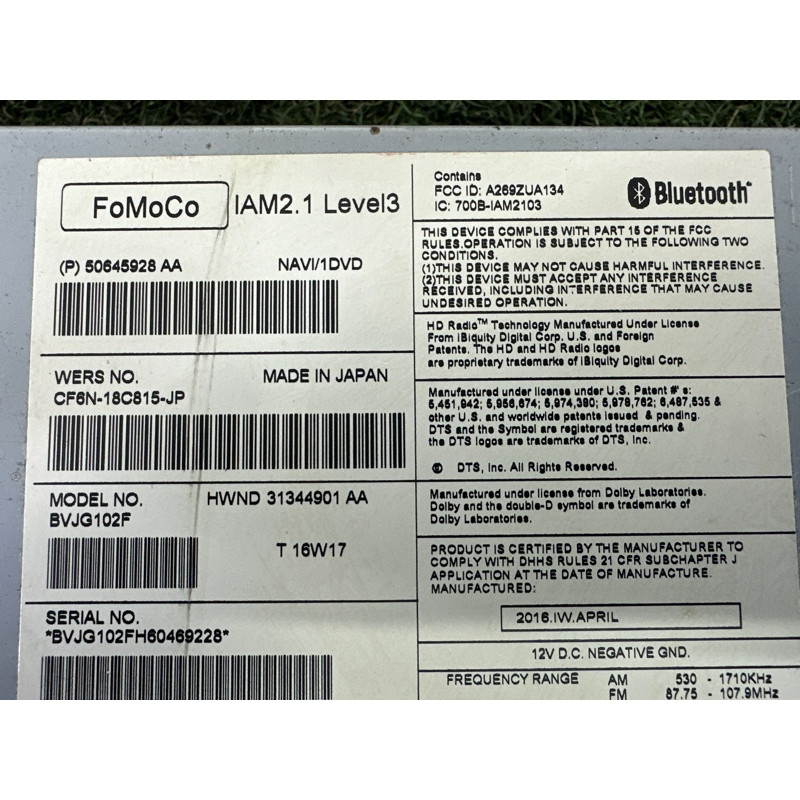 FoMoCo
IAM2.1 Level3
(P) 50645928 AA
NAVI/1DVD
WERS NO.
MADE IN JAPAN
CF6N-18C815-JP
MODEL NO.
HWND 31344901 AA
BVJG102F
T 16W17
SERIAL NO.
*BVJG102FH60469228*
Contains
FCC ID: A269ZUA134
IC: 700B-IAM2103
Bluetooth
THIS DEVICE COMPLIES WITH PART 15 OF THE FCC
RULES.OPERATION IS SUBJECT TO THE FOLLOWING TWO
CONDITIONS.
(1)THIS DEVICE MAY NOT CAUSE HARMFUL INTERFERENCE.
(2)THIS DEVICE MUST ACCEPT ANY INTERFERENCE
RECEIVED, INCLUDING INTERFERENCE THAT MAY CAUSE
UNDESIRED OPERATION.
HD Radio™ Technology Manufactured Under License
From iBiquity Digital Corp. U.S. and Foreign
Patents. The HD and HD Radio logos
are proprietary trademarks of iBiquity Digital Corp.
Manufactured under license under U.S. Patent #' s:
5,451,942; 5,956,674; 5,974,380; 5,978,762; 6,487,535 &
other U.S. and worldwide patents issued & pending.
DTS and the Symbol are registered trademarks &
the DTS logos are trademarks of DTS, Inc.
© DTS, Inc. All Rights Reserved.
Manufactured under license from Dolby Laboratories.
Dolby and the double-D symbol are trademarks of
Dolby Laboratories.
PRODUCT IS CERTIFIED BY THE MANUFACTURER TO
COMPLY WITH DHHS RULES 21 CFR SUBCHAPTER J
APPLICATION AT THE DATE OF MANUFACTURE.
MANUFACTURED:
2016.IW.APRIL
12V D.C. NEGATIVE GND.
FREQUENCY RANGE AM 530 - 1710KHz
FM 87.75 - 107.9MHz